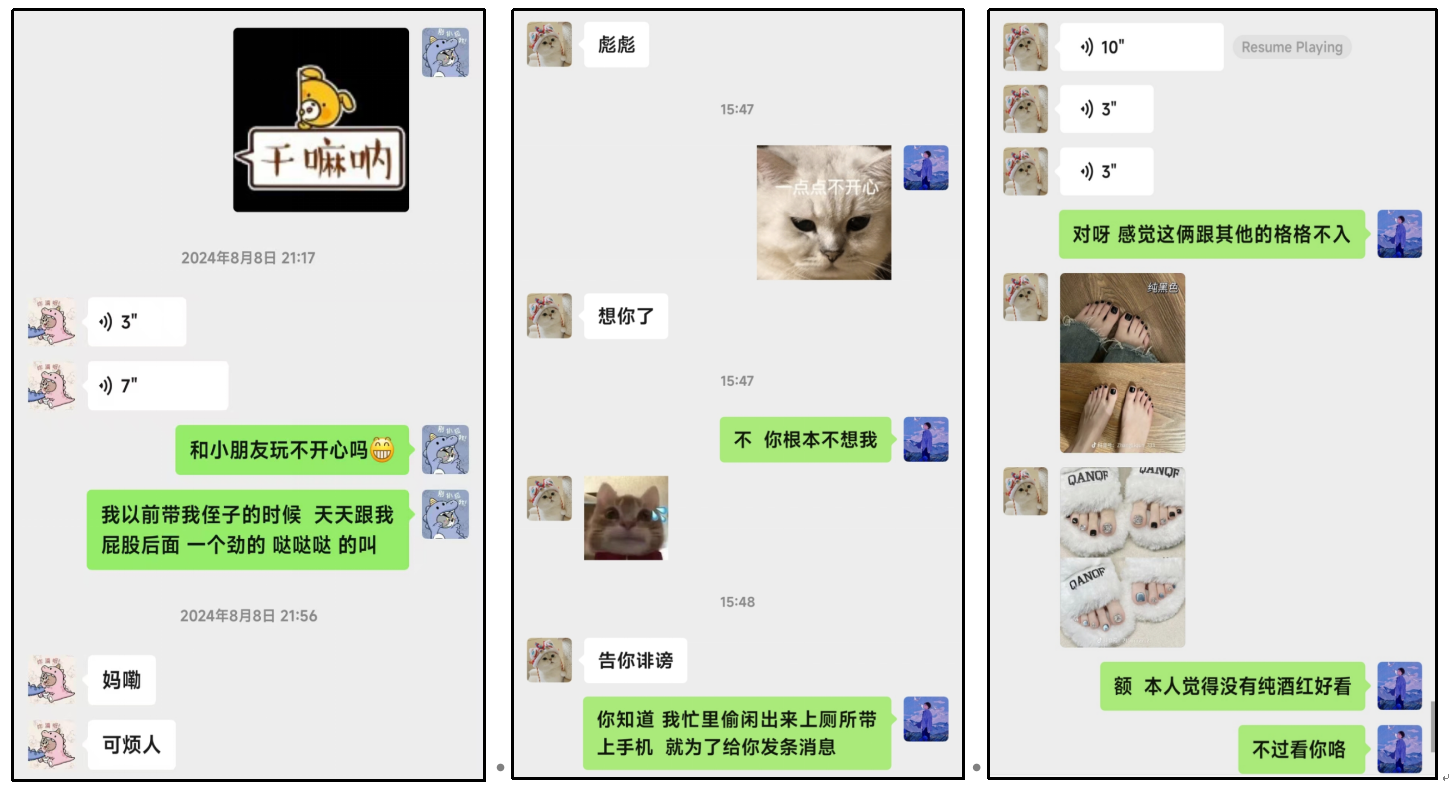 干嘛呐
2024年8月8日 21:17
3"
7"
和小朋友玩不开心吗
我以前带我侄子的时候 天天跟我
屁股后面 一个劲的 哒哒哒 的叫
2024年8月8日 21:56
妈嘞
可烦人
彪彪
15:47
一点点不开心
想你了
15:47
不 你根本不想我
15:48
告你诽谤
你知道 我忙里偷闲出来上厕所带
上手机 就为了给你发条消息
10"
Resume Playing
3"
3"
对呀 感觉这俩跟其他的格格不入
纯黑色
QANQF
QANQF
QANQF
额 本人觉得没有纯酒红好看
不过看你咯